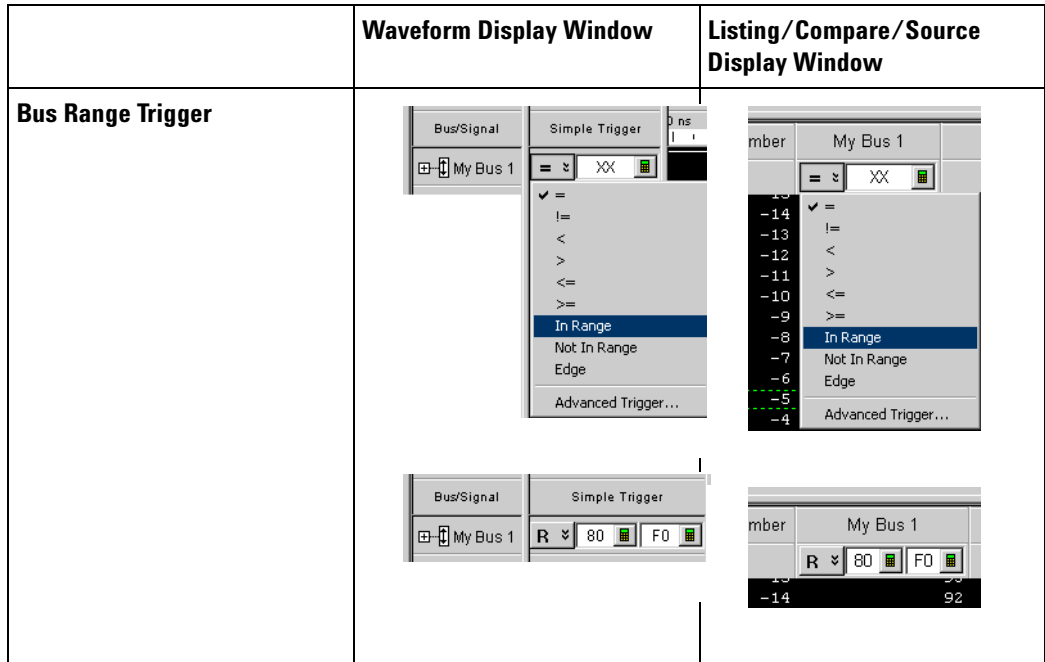 Waveform Display Window
Listing/Compare/Source
Display Window
Bus Range Trigger
Bus/Signal
Simple Trigger
0 ns
My Bus 1
= XX
=
!=
<
>
<=
>=
In Range
Not In Range
Edge
Advanced Trigger...
mber
My Bus 1
= XX
-14
-13
-12
-11
-10
-9
-8
-7
-6
-5
-4
=
!=
<
>
<=
>=
In Range
Not In Range
Edge
Advanced Trigger...
Bus/Signal
Simple Trigger
My Bus 1
R 80 F0
mber
My Bus 1
R 80 F0
-14 92